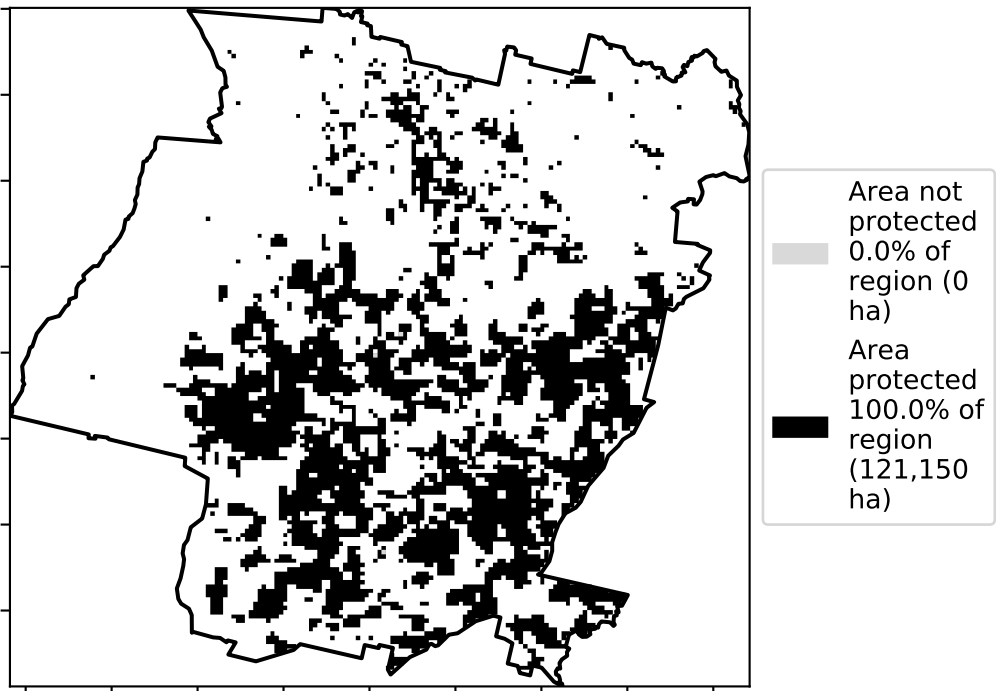 Area not
protected
0.0% of
region (0
ha)
Area
protected
100.0% of
region
(121,150
ha)